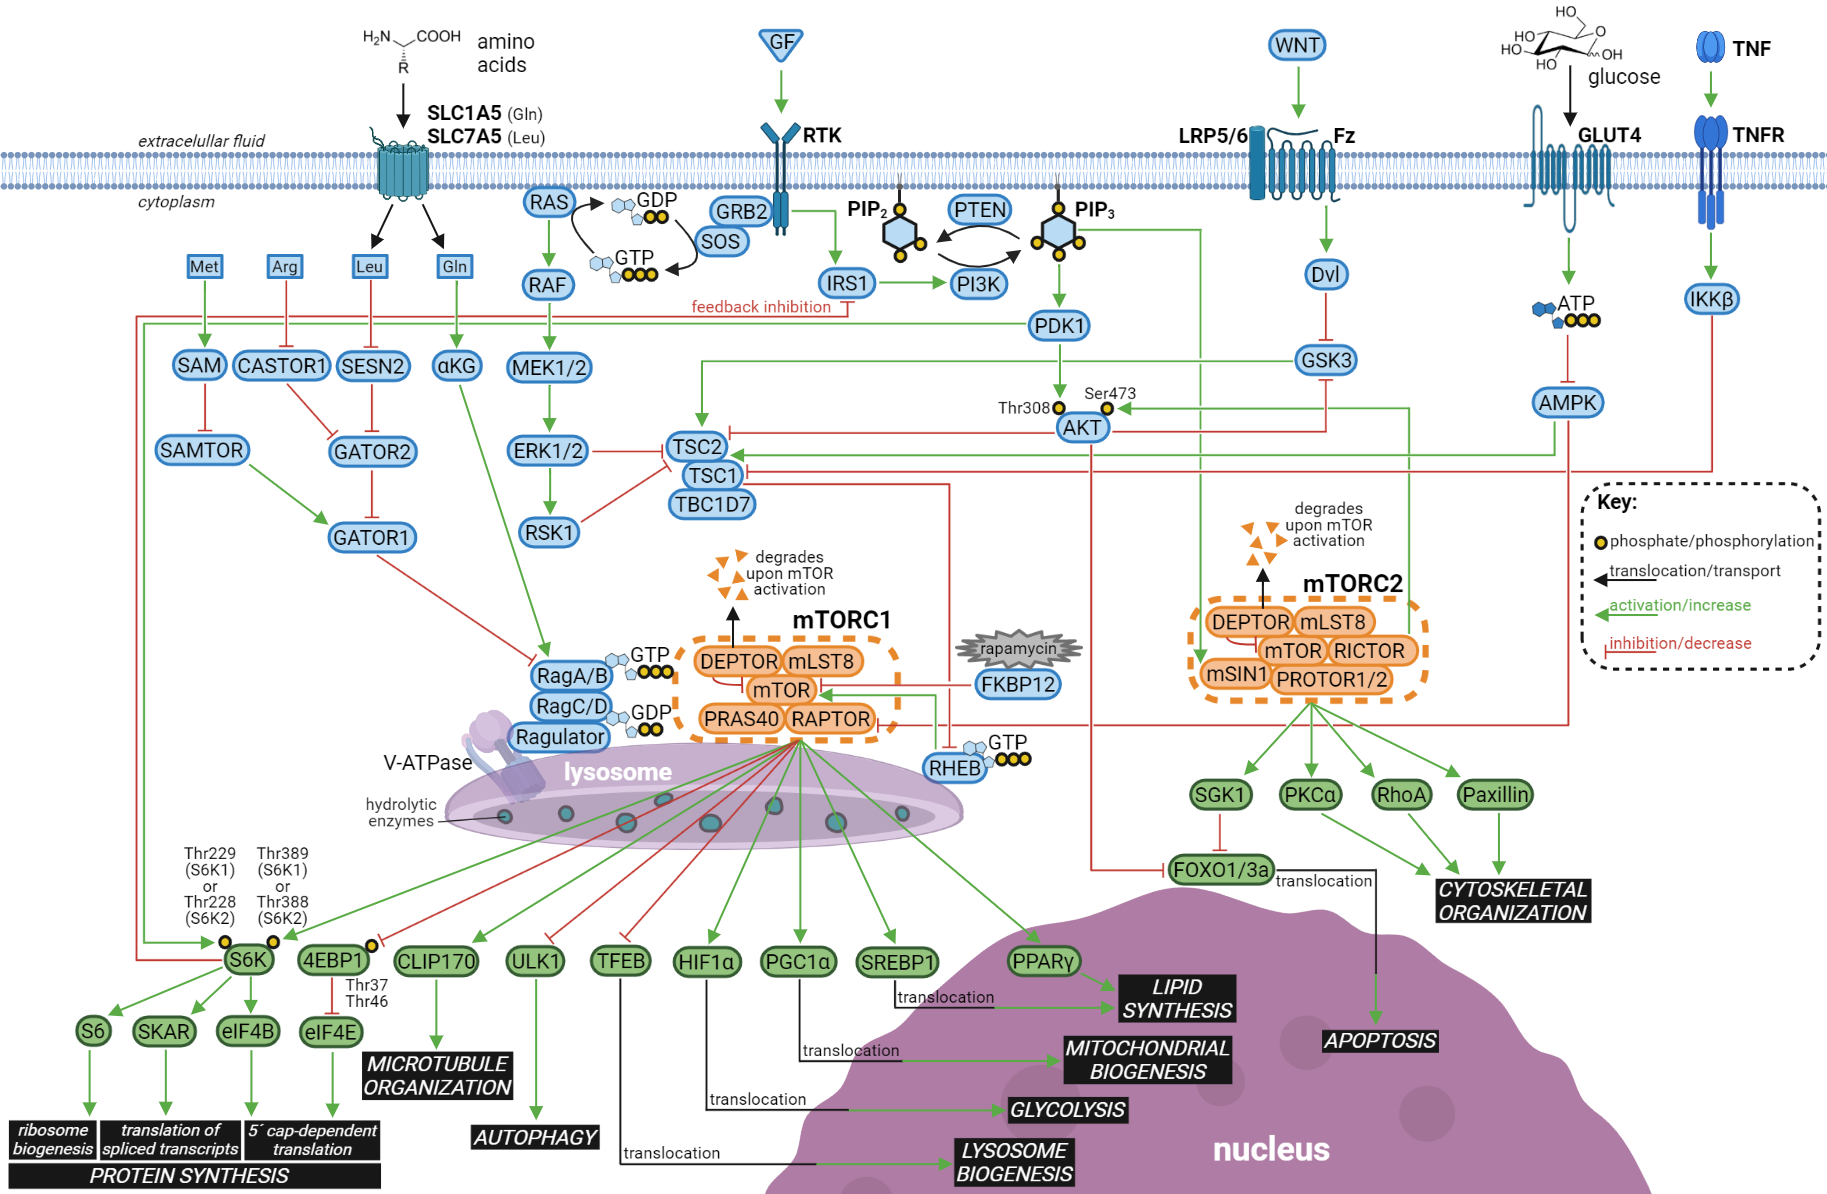 H₂N
COOH
R
amino
acids
GF
WNT
HO
HO
HO
HO
O
OH
glucose
TNF
SLC1A5 (Gln)
SLC7A5 (Leu)
extracelullar fluid
cytoplasm
RTK
LRP5/6
Fz
GLUT4
TNFR
RAS
GDP
GTP
GRB2
SOS
PIP₂
PTEN
PIP₃
Met
Arg
Leu
Gln
RAF
IRS1
PI3K
Dvl
ATP
IKKβ
feedback inhibition
PDK1
SAM
CASTOR1
SESN2
αKG
MEK1/2
GSK3
Thr308
Ser473
AKT
AMPK
SAMTOR
GATOR2
ERK1/2
TSC2
TSC1
TBC1D7
GATOR1
RSK1
Key:
phosphate/phosphorylation
translocation/transport
activation/increase
inhibition/decrease
degrades
upon mTOR
activation
degrades
upon mTOR
activation
mTORC1
mTORC2
DEPTOR
mLST8
mTOR
PRAS40
RAPTOR
rapamycin
FKBP12
DEPTOR
mLST8
mTOR
RICTOR
mSIN1
PROTOR1/2
RagA/B
GTP
RagC/D
GDP
Ragulator
V-ATPase
lysosome
hydrolytic
enzymes
RHEB
GTP
SGK1
PKCα
RhoA
Paxillin
FOXO1/3a
translocation
CYTOSKELETAL
ORGANIZATION
Thr229
(S6K1)
or
Thr228
(S6K2)
Thr389
(S6K1)
or
Thr388
(S6K2)
S6K
4EBP1
CLIP170
ULK1
TFEB
HIF1α
PGC1α
SREBP1
PPARγ
Thr37
Thr46
S6
SKAR
eIF4B
eIF4E
translocation
LIPID
SYNTHESIS
APOPTOSIS
translocation
MITOCHONDRIAL
BIOGENESIS
MICROTUBULE
ORGANIZATION
translocation
GLYCOLYSIS
AUTOPHAGY
translocation
LYSOSOME
BIOGENESIS
nucleus
ribosome
biogenesis
translation of
spliced transcripts
5´ cap-dependent
translation
PROTEIN SYNTHESIS